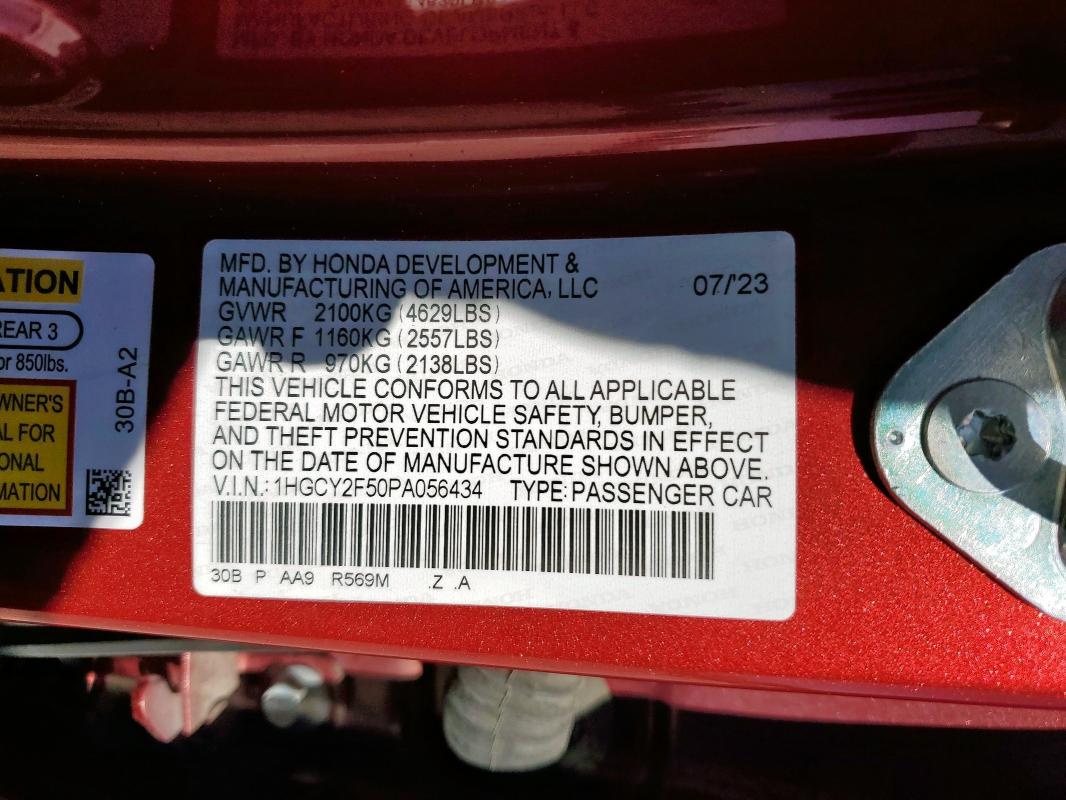 ATION
REAR 3
or 850lbs.
WNER'S
AL FOR
ONAL
MATION
30B-A2
MFD. BY HONDA DEVELOPMENT &
MANUFACTURING OF AMERICA, LLC 07/'23
GVWR 2100KG (4629LBS)
GAWR F 1160KG (2557LBS)
GAWR R 970KG (2138LBS)
THIS VEHICLE CONFORMS TO ALL APPLICABLE
FEDERAL MOTOR VEHICLE SAFETY, BUMPER,
AND THEFT PREVENTION STANDARDS IN EFFECT
ON THE DATE OF MANUFACTURE SHOWN ABOVE.
V.I.N.: 1HGCY2F50PA056434 TYPE: PASSENGER CAR
30B P AA9 R569M .Z .A